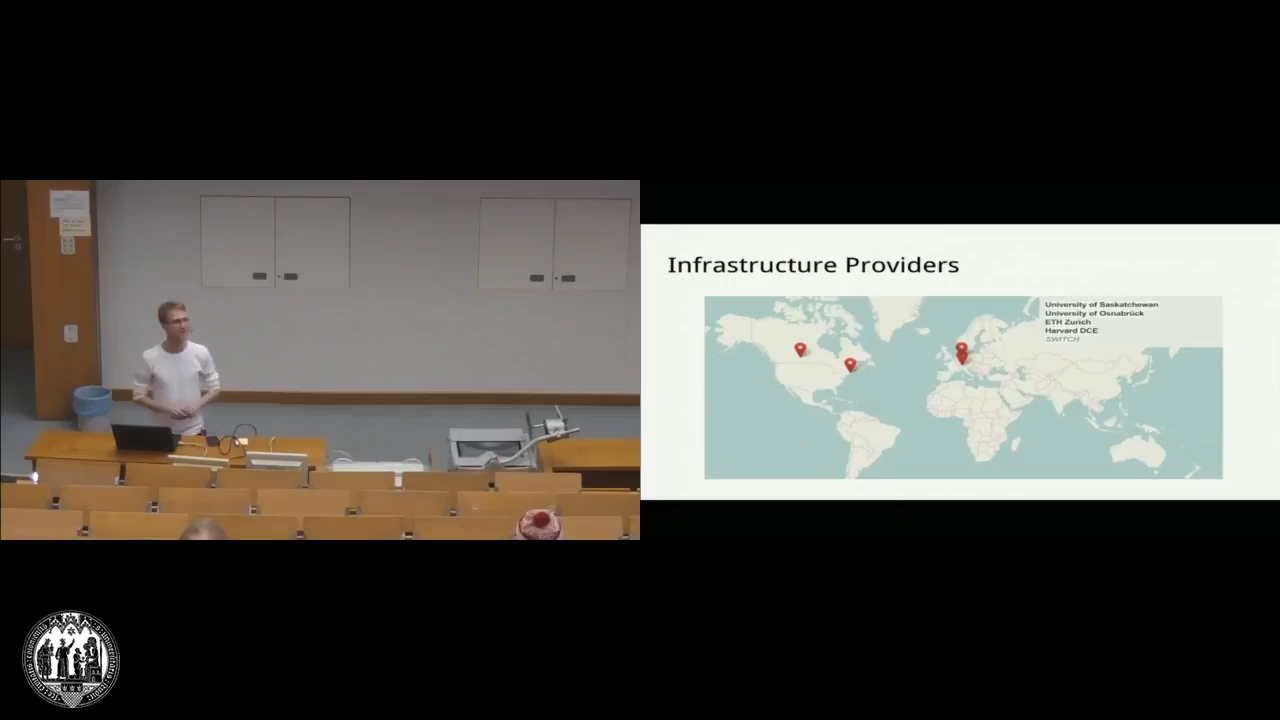 Infrastructure Providers
University of Saskatchewan
University of Osnabrück
ETH Zurich
Harvard DCE
SWITCH